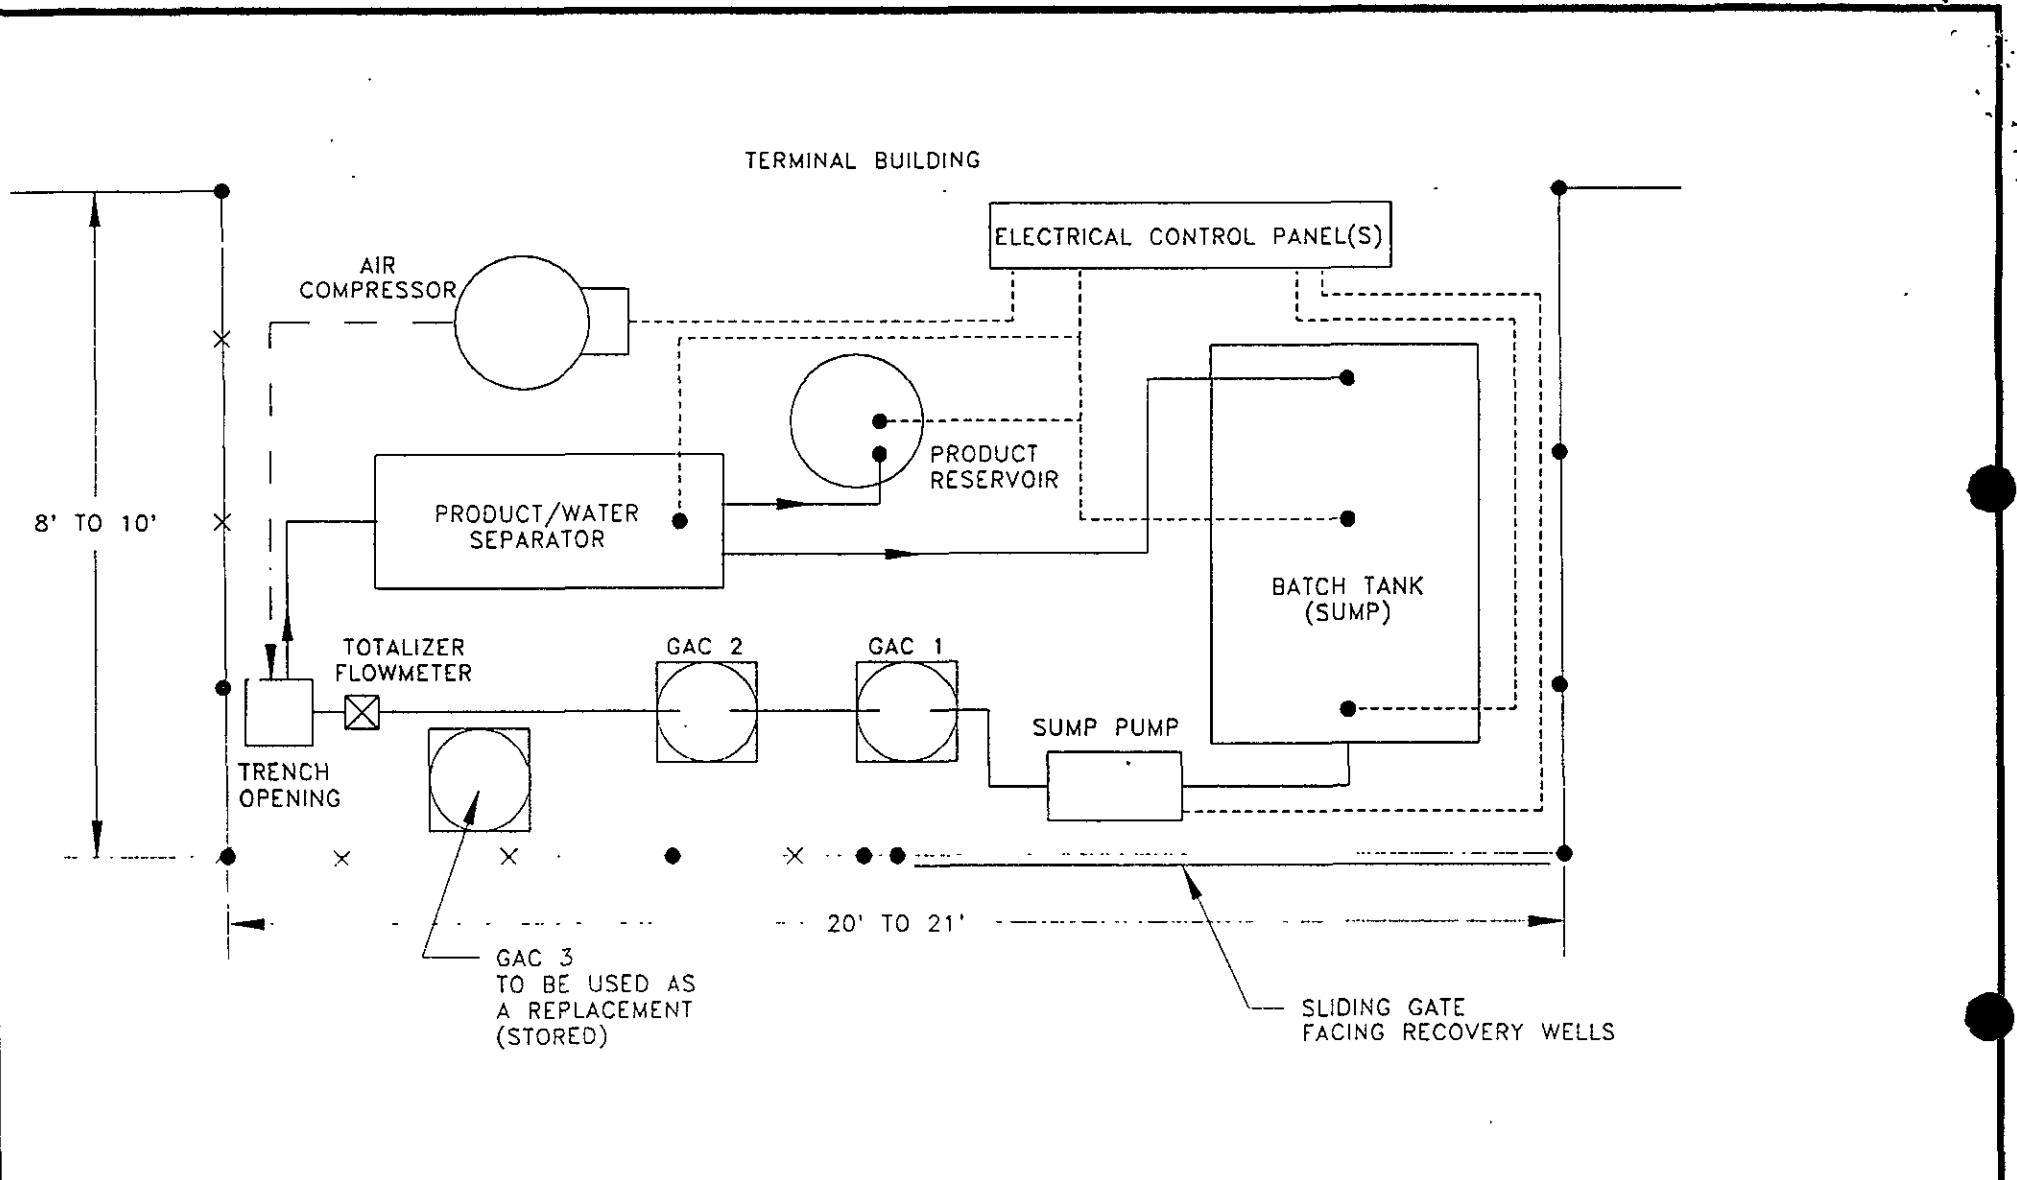 TERMINAL BUILDING
ELECTRICAL CONTROL PANEL(S)
AIR
COMPRESSOR
PRODUCT
RESERVOIR
8' TO 10'
PRODUCT/WATER
SEPARATOR
BATCH TANK
(SUMP)
TOTALIZER
FLOWMETER
GAC 2
GAC 1
SUMP PUMP
TRENCH
OPENING
20' TO 21'
GAC 3
TO BE USED AS
A REPLACEMENT
(STORED)
SLIDING GATE
FACING RECOVERY WELLS